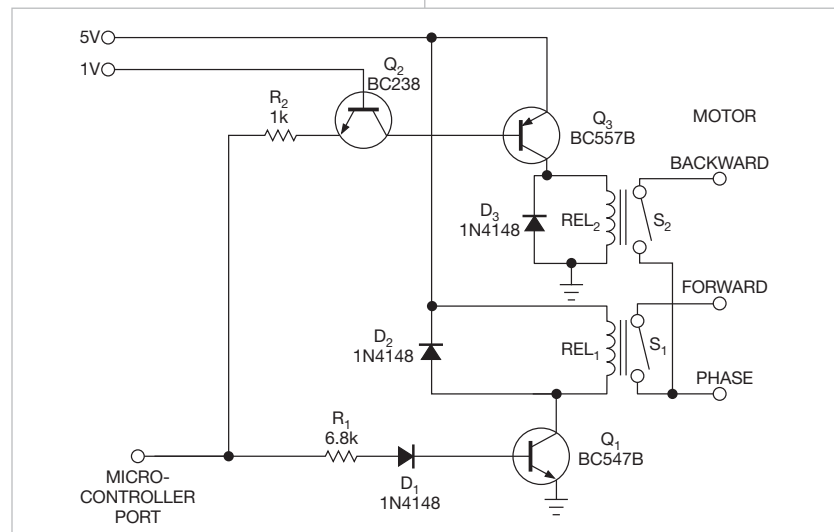 5V
1V
Q2
BC238
R2
1k
Q3
BC557B
MOTOR
BACKWARD
D3
1N4148
REL2
S2
FORWARD
D2
1N4148
REL1
S1
PHASE
R1
6.8k
Q1
BC547B
MICRO-
CONTROLLER
PORT
D1
1N4148